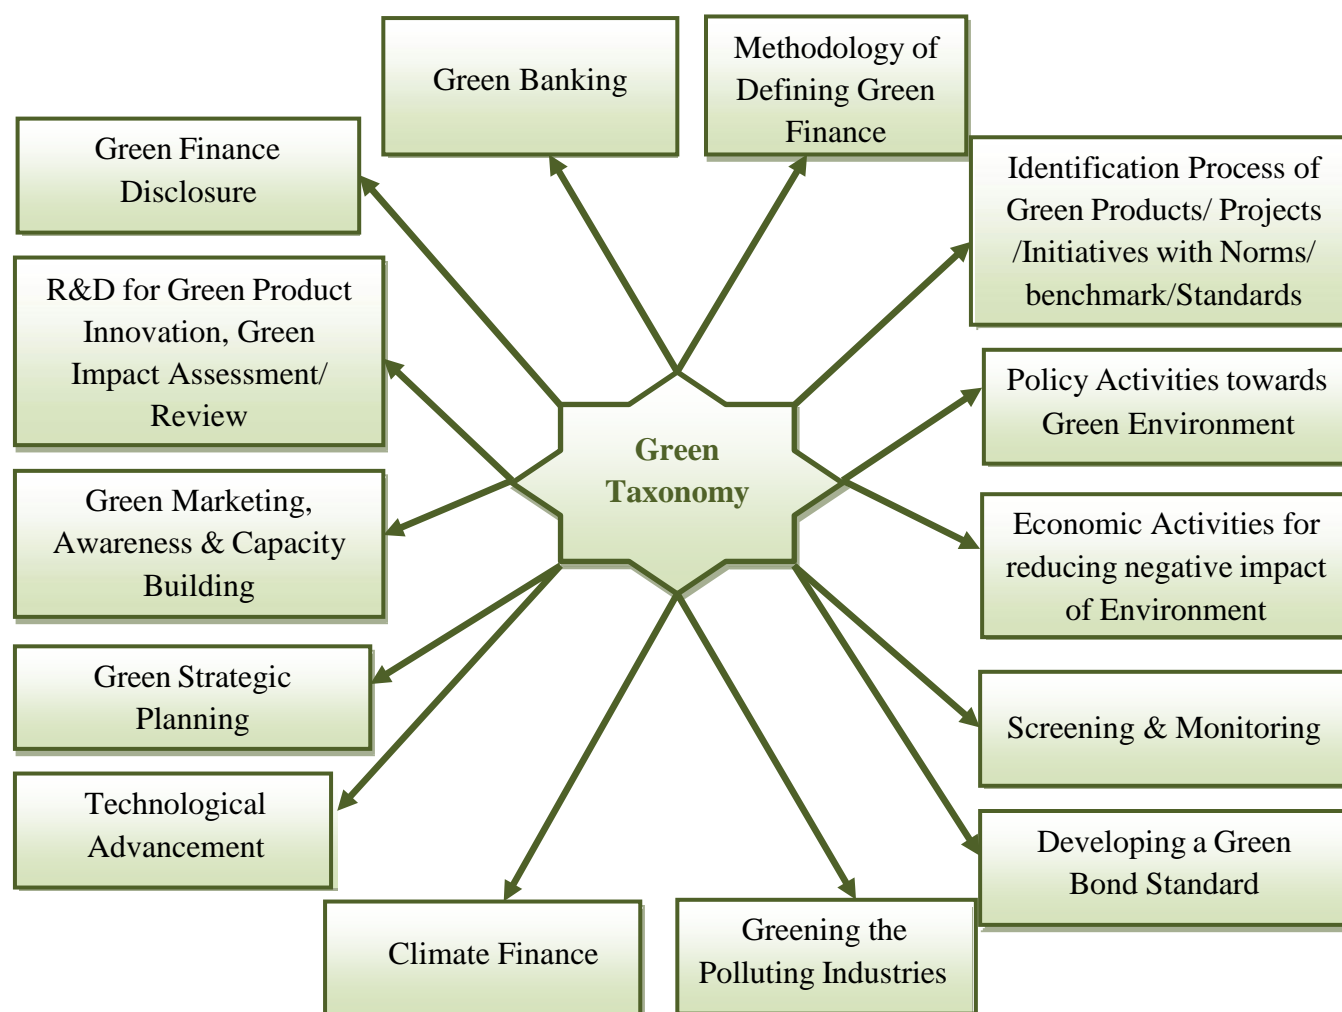 Green Banking
Methodology of
Defining Green
Finance
Green Finance
Disclosure
Identification Process of
Green Products/ Projects
/Initiatives with Norms/
benchmark/Standards
R&D for Green Product
Innovation, Green
Impact Assessment/
Review
Policy Activities towards
Green Environment
Green
Taxonomy
Green Marketing,
Awareness & Capacity
Building
Economic Activities for
reducing negative impact
of Environment
Green Strategic
Planning
Screening & Monitoring
Technological
Advancement
Developing a Green
Bond Standard
Climate Finance
Greening the
Polluting Industries